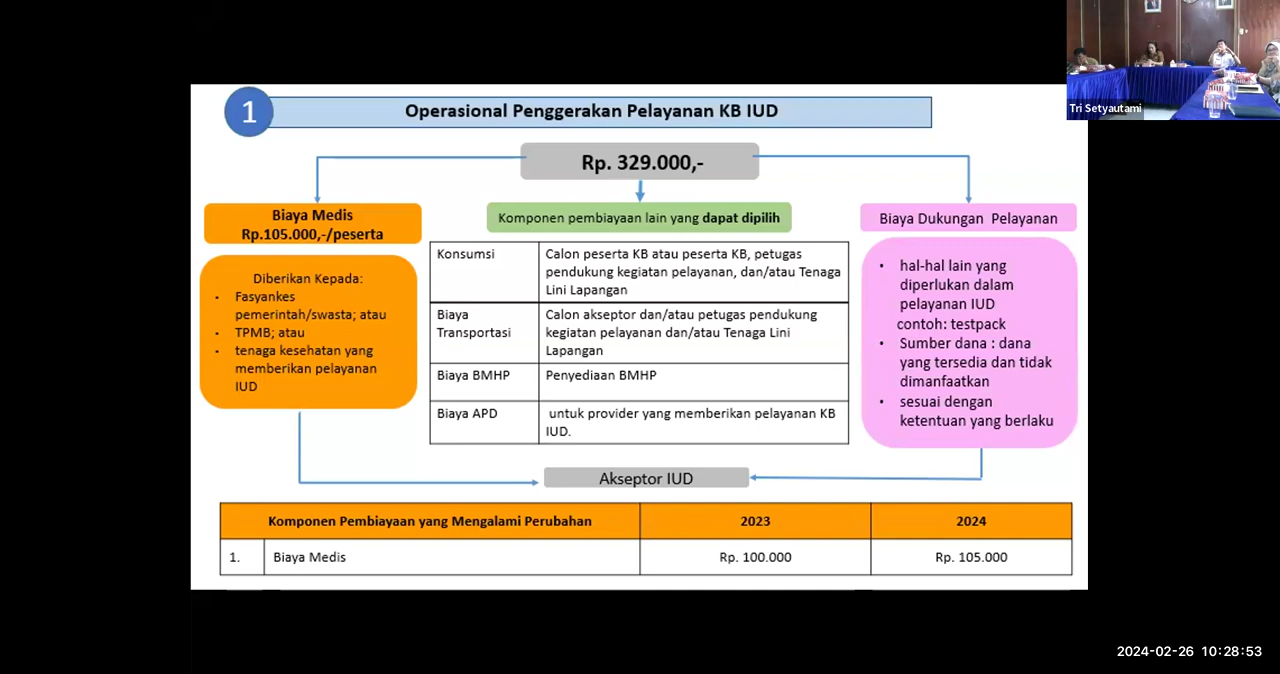 Tri Setyautami
1
Operasional Penggerakan Pelayanan KB IUD
Rp. 329.000,-
Biaya Medis
Rp.105.000,-/peserta
Diberikan Kepada:
• Fasyankes
pemerintah/swasta; atau
• TPMB; atau
• tenaga kesehatan yang
memberikan pelayanan
IUD
Komponen pembiayaan lain yang dapat dipilih
Konsumsi
Calon peserta KB atau peserta KB, petugas
pendukung kegiatan pelayanan, dan/atau Tenaga
Lini Lapangan
Biaya
Transportasi
Calon akseptor dan/atau petugas pendukung
kegiatan pelayanan dan/atau Tenaga Lini
Lapangan
Biaya BMHP
Penyediaan BMHP
Biaya APD
untuk provider yang memberikan pelayanan KB
IUD.
Biaya Dukungan Pelayanan
• hal-hal lain yang
diperlukan dalam
pelayanan IUD
contoh: testpack
• Sumber dana : dana
yang tersedia dan tidak
dimanfaatkan
• sesuai dengan
ketentuan yang berlaku
Akseptor IUD
Komponen Pembiayaan yang Mengalami Perubahan
2023
2024
1.
Biaya Medis
Rp. 100.000
Rp. 105.000
2024-02-26 10:28:53